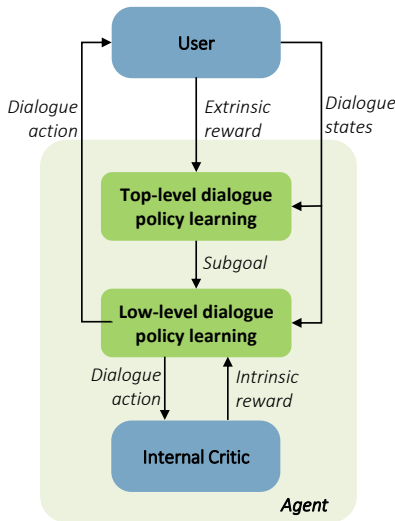 User
Dialogue
action
Extrinsic
reward
Dialogue
states
Top-level dialogue
policy learning
Subgoal
Low-level dialogue
policy learning
Dialogue
action
Intrinsic
reward
Internal Critic
Agent